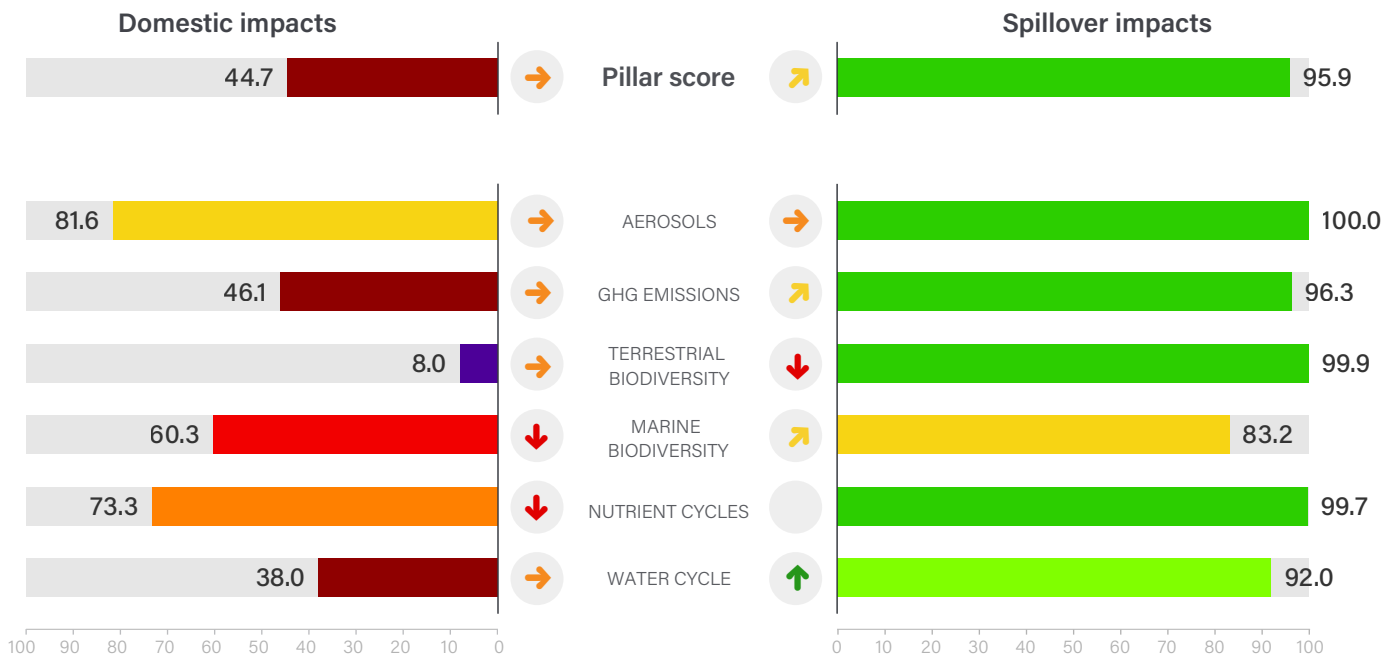 Domestic impacts
Spillover impacts
44.7
Pillar score
95.9
81.6
AEROSOLS
100.0
46.1
GHG EMISSIONS
96.3
8.0
TERRESTRIAL
BIODIVERSITY
99.9
60.3
MARINE
BIODIVERSITY
83.2
73.3
NUTRIENT CYCLES
99.7
38.0
WATER CYCLE
92.0
100 90 80 70 60 50 40 30 20 10 0
0 10 20 30 40 50 60 70 80 90 100